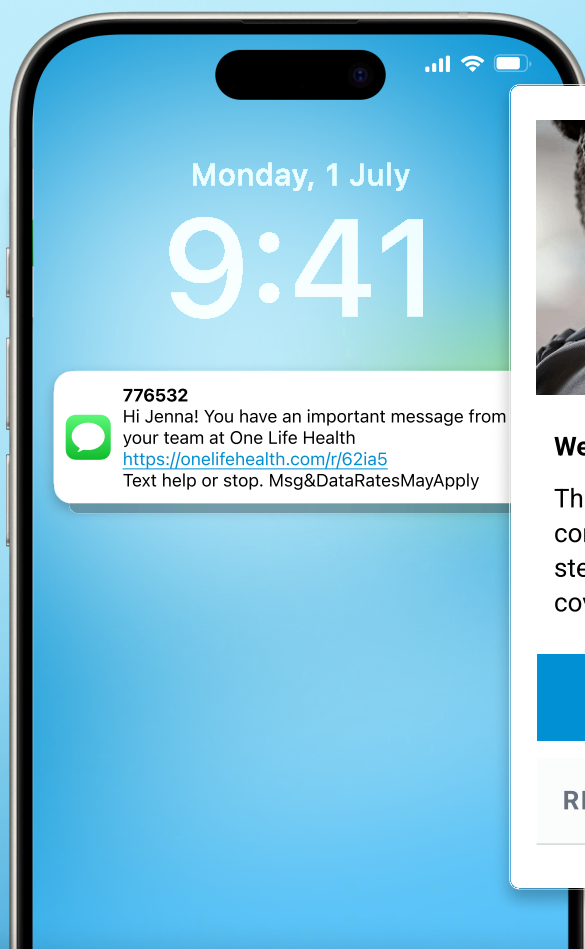 Monday, 1 July
9:41
776532
Hi Jenna! You have an important message from
your team at One Life Health
https://onelifehealth.com/r/62ia5
Text help or stop. Msg&DataRatesMayApply